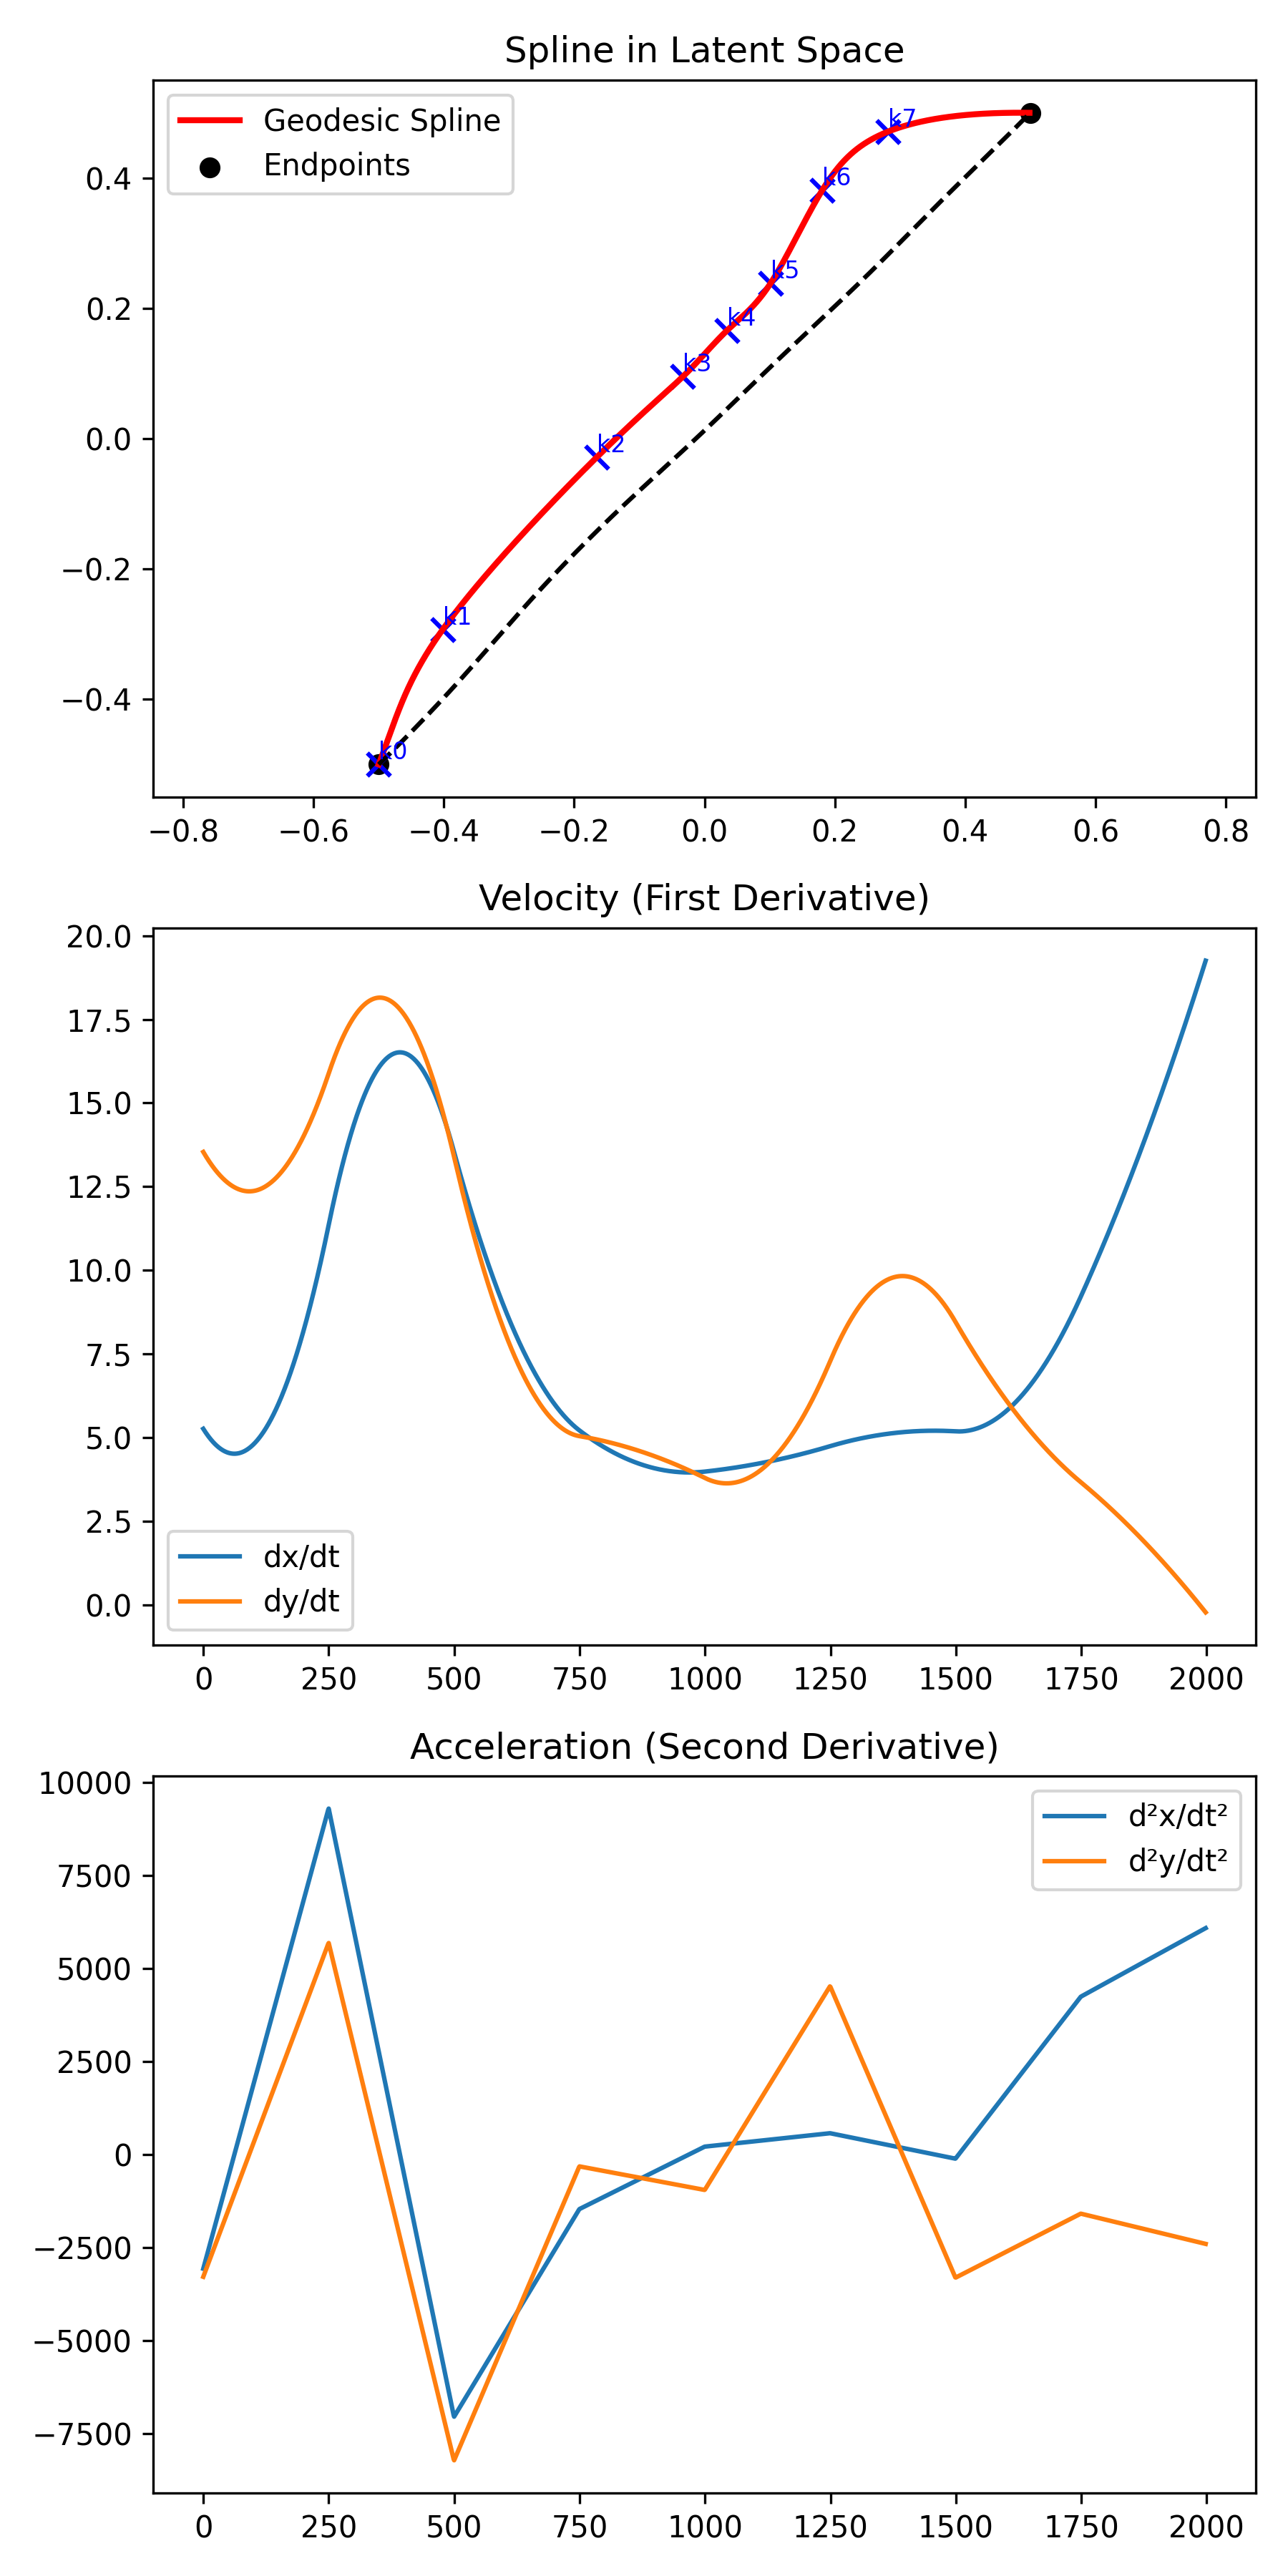 Spline in Latent Space
Geodesic Spline
Endpoints
k7
k6
k5
k4
k3
k2
k1
k0
0.4
0.2
0.0
−0.2
−0.4
−0.8 −0.6 −0.4 −0.2 0.0 0.2 0.4 0.6 0.8
Velocity (First Derivative)
20.0
17.5
15.0
12.5
10.0
7.5
5.0
2.5
0.0
dx/dt
dy/dt
0 250 500 750 1000 1250 1500 1750 2000
Acceleration (Second Derivative)
10000
7500
5000
2500
0
−2500
−5000
−7500
d²x/dt²
d²y/dt²
0 250 500 750 1000 1250 1500 1750 2000